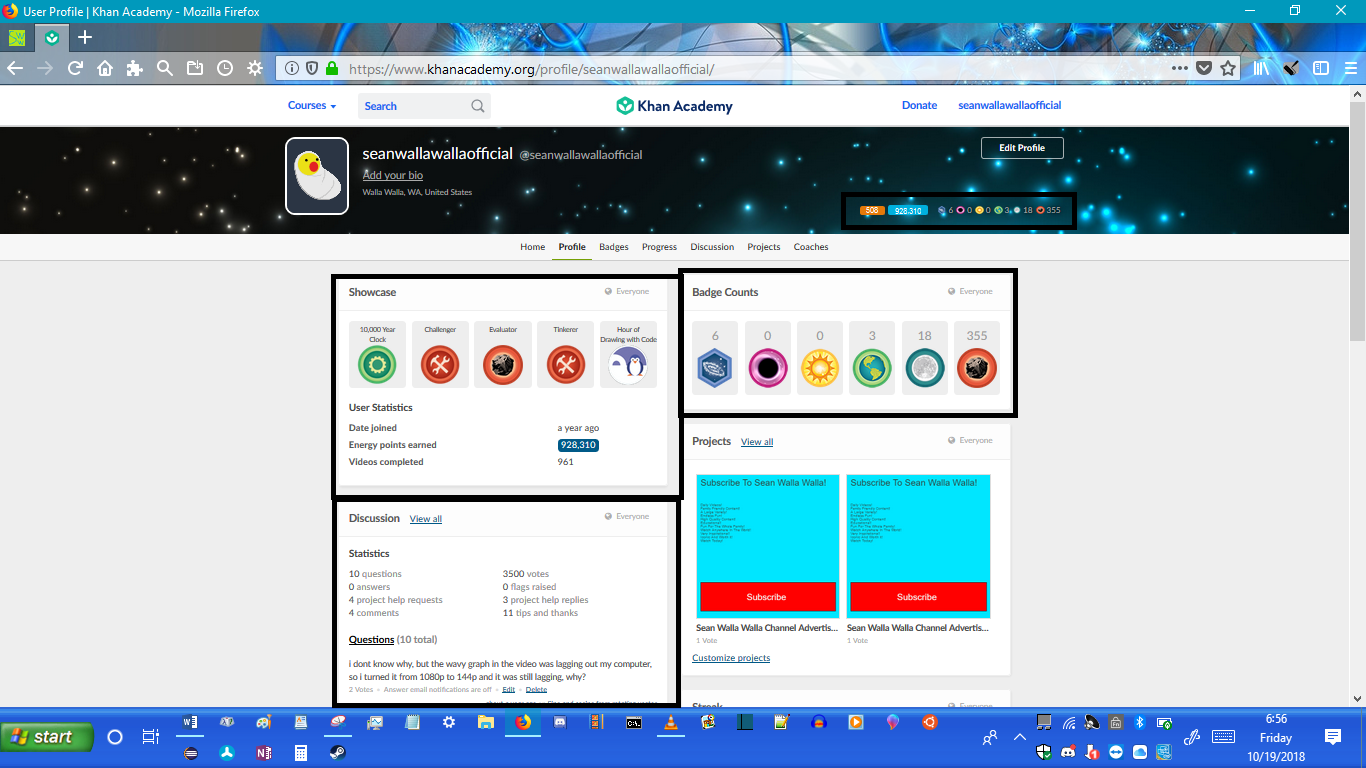 User Profile | Khan Academy - Mozilla Firefox
https://www.khanacademy.org/profile/seanwallawallaofficial/
Courses
Search
Khan Academy
Donate
seanwallawallaofficial
seanwallawallaofficial @seanwallawallaofficial
Edit Profile
Add your bio
Walla Walla, WA, United States
508 928,310 6 0 0 3 18 355
Home Profile Badges Progress Discussion Projects Coaches
Showcase
Everyone
10,000 Year
Clock
Challenger
Evaluator
Tinkerer
Hour of
Drawing with Code
User Statistics
Date joined a year ago
Energy points earned 928,310
Videos completed 961
Badge Counts
Everyone
6 0 0 3 18 355
Discussion View all
Everyone
Statistics
10 questions 3500 votes
0 answers 0 flags raised
4 project help requests 3 project help replies
4 comments 11 tips and thanks
Questions (10 total)
i dont know why, but the wavy graph in the video was lagging out my computer,
so i turned it from 1080p to 144p and it was still lagging, why?
2 Votes • Answer email notifications are off • Edit • Delete
Projects View all
Everyone
Subscribe To Sean Walla Walla!
Subscribe
Sean Walla Walla Channel Advertis...
1 Vote
Subscribe To Sean Walla Walla!
Subscribe
Sean Walla Walla Channel Advertis...
1 Vote
Customize projects
Streak
Everyone
start
6:56
Friday
10/19/2018